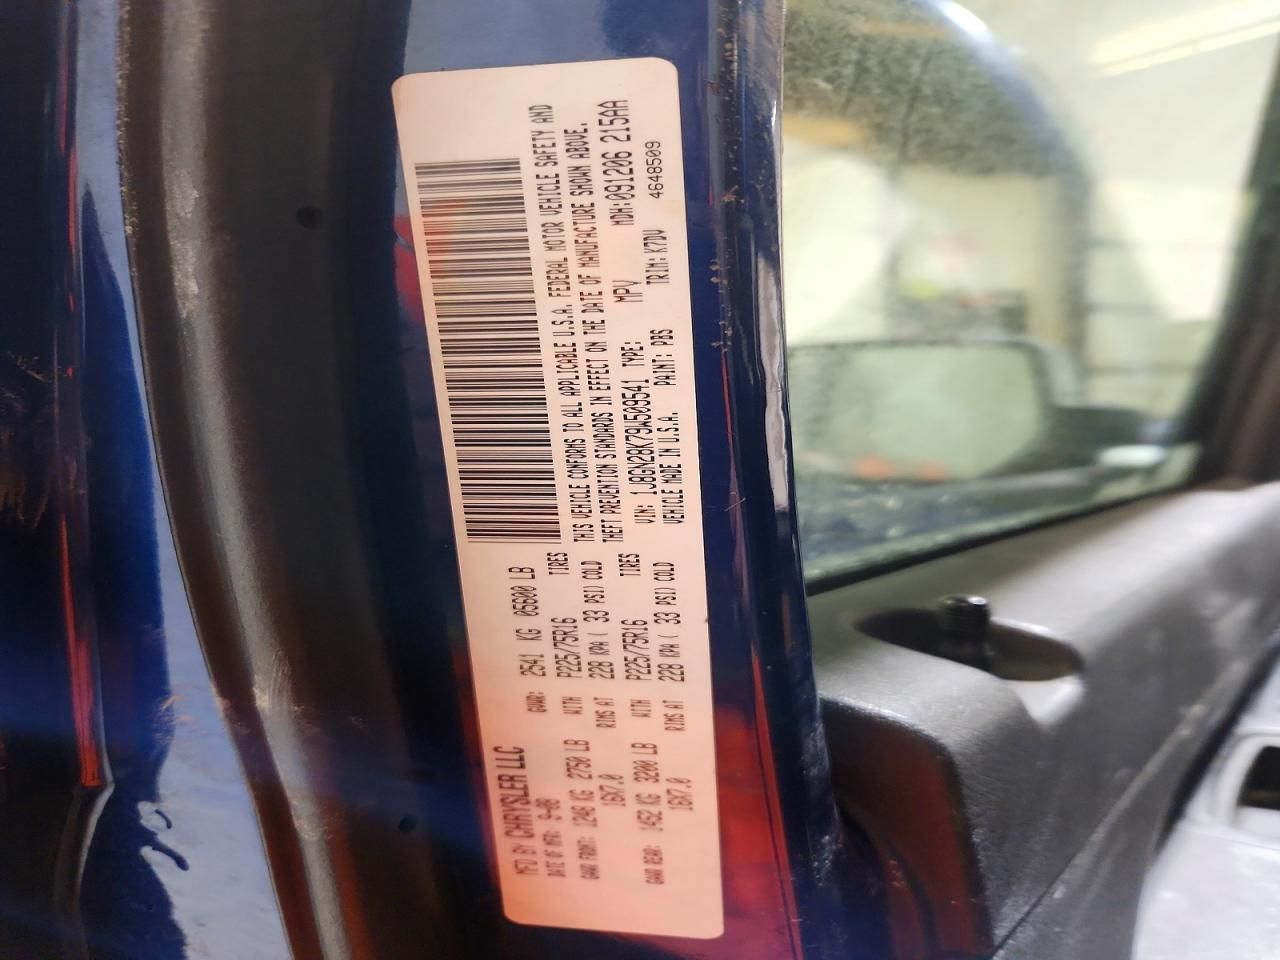 MFD BY CHRYSLER LLC
DATE OF MFR: 9-08 GVWR: 2541 KG 05600 LB
GAWR FRONT: 1248 KG 2750 LB WITH P225/75R16 TIRES
16X7.0 RIMS AT 228 KPA ( 33 PSI) COLD
GAWR REAR: 1452 KG 3200 LB WITH P225/75R16 TIRES
16X7.0 RIMS AT 228 KPA ( 33 PSI) COLD
THIS VEHICLE CONFORMS TO ALL APPLICABLE U.S.A. FEDERAL MOTOR VEHICLE SAFETY AND
THEFT PREVENTION STANDARDS IN EFFECT ON THE DATE OF MANUFACTURE SHOWN ABOVE.
VIN: 1J8GN28K79W509541 TYPE: MPV MDH:091206 215AA
VEHICLE MADE IN U.S.A. PAINT: PBS TRIM: K7DV 4648509